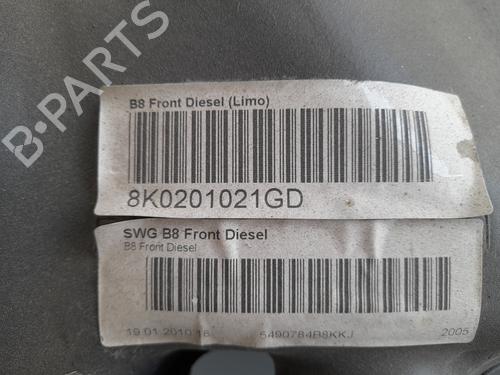 B-PARTS
B8 Front Diesel (Limo)
8K0201021GD
SWG B8 Front Diesel
B8 Front Diesel
19.01.2010 16 5490784B8KKJ 2005